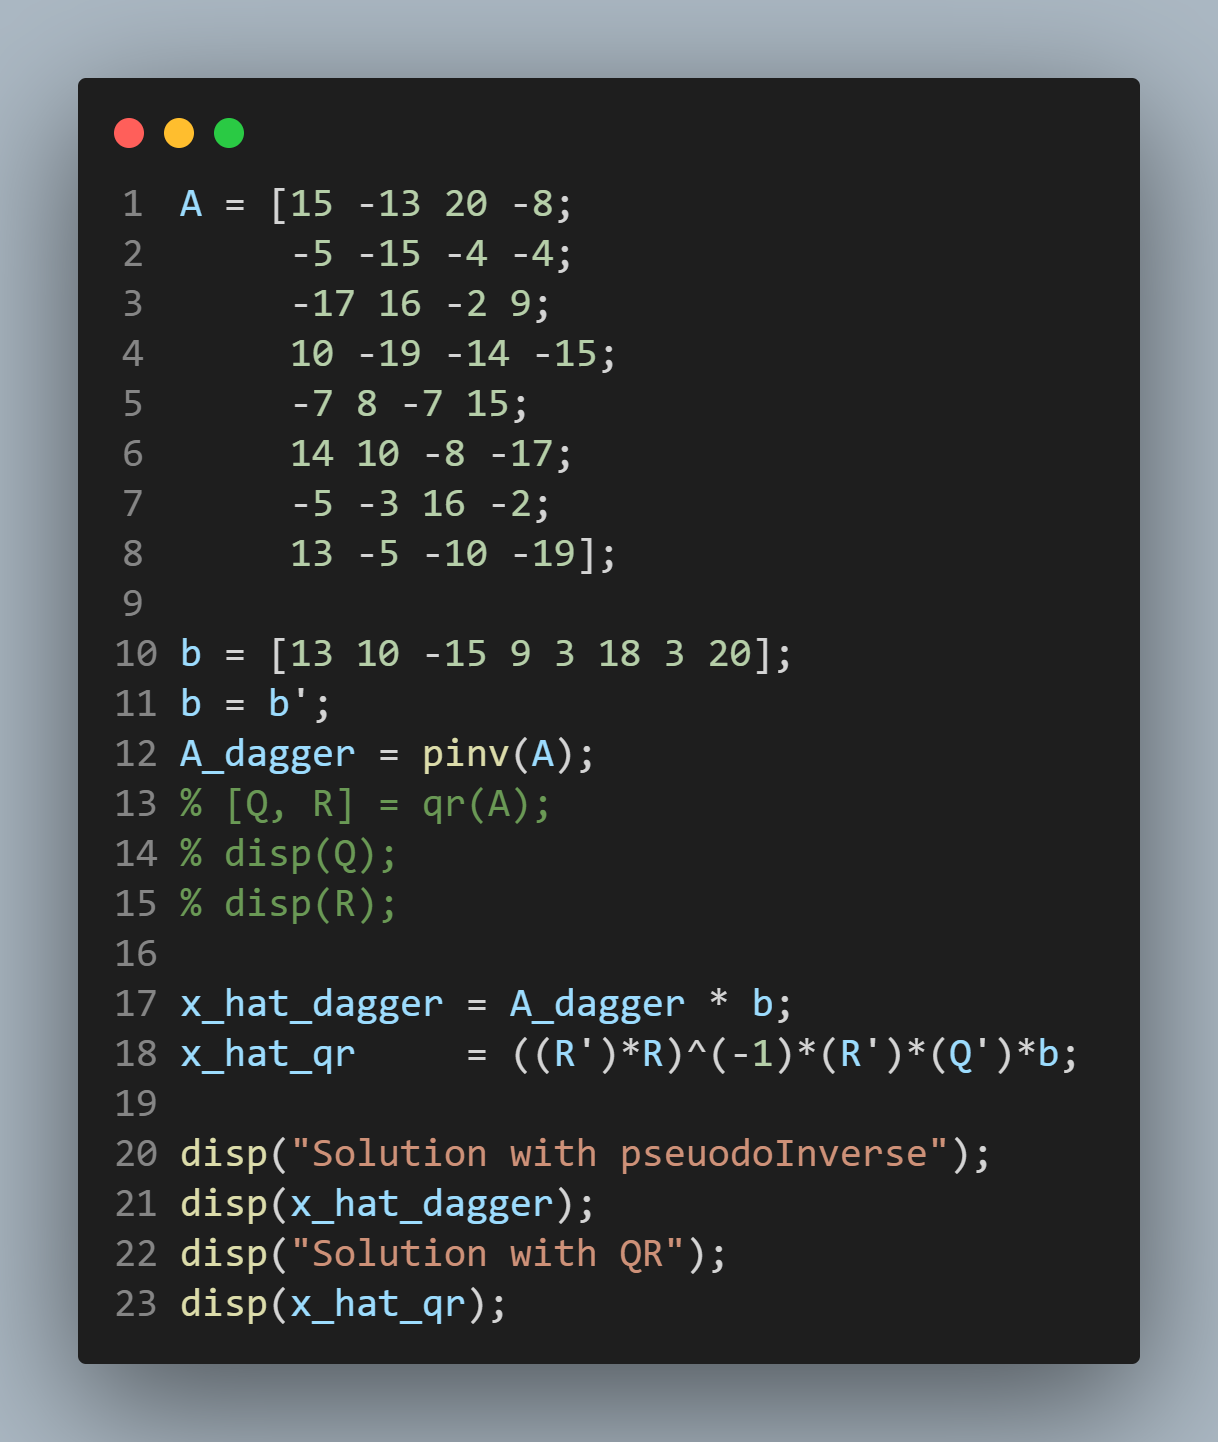 1 A = [15 -13 20 -8;
2      -5 -15 -4 -4;
3      -17 16 -2 9;
4      10 -19 -14 -15;
5      -7 8 -7 15;
6      14 10 -8 -17;
7      -5 -3 16 -2;
8      13 -5 -10 -19];
9
10 b = [13 10 -15 9 3 18 3 20];
11 b = b';
12 A_dagger = pinv(A);
13 % [Q, R] = qr(A);
14 % disp(Q);
15 % disp(R);
16
17 x_hat_dagger = A_dagger * b;
18 x_hat_qr     = ((R')*R)^(-1)*(R')*(Q')*b;
19
20 disp("Solution with pseuodoInverse");
21 disp(x_hat_dagger);
22 disp("Solution with QR");
23 disp(x_hat_qr);